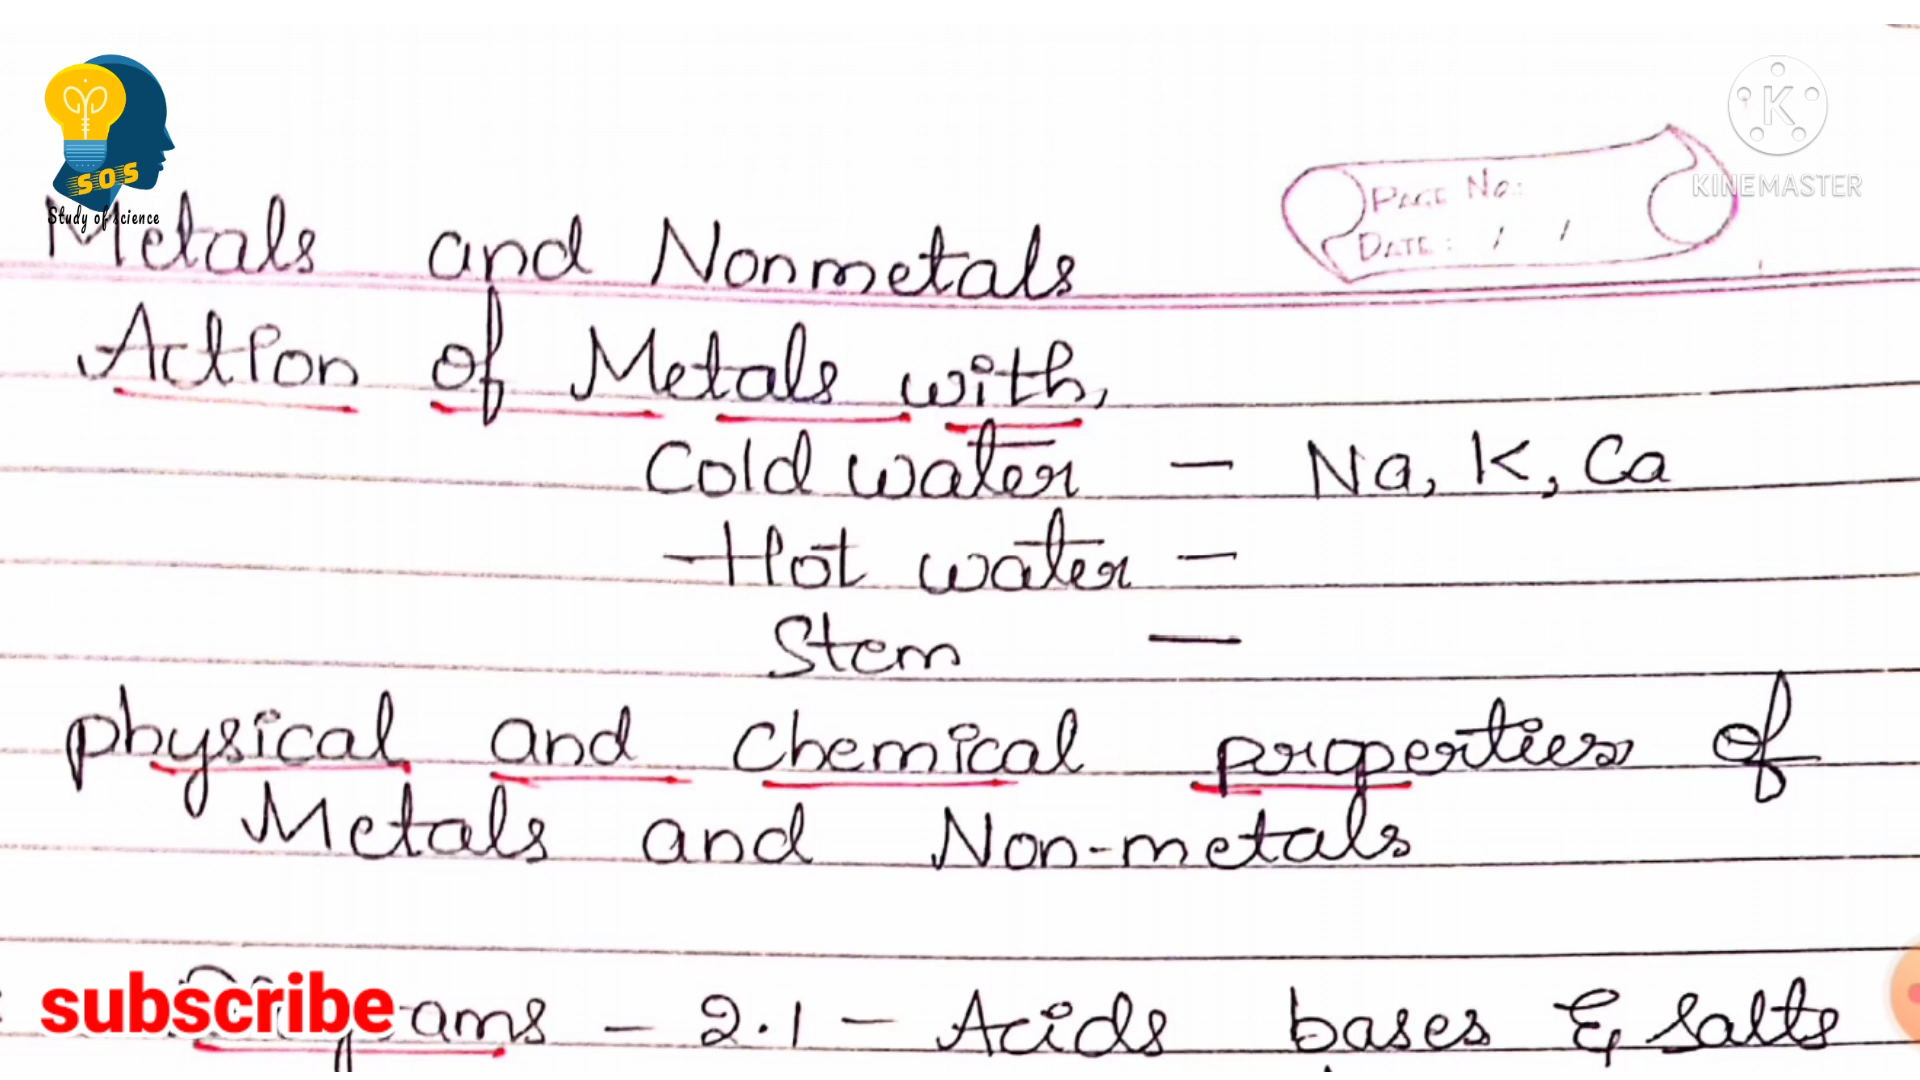 SOS
Study of science
K
KINEMASTER
PAGE No.:
DATE: / /
Metals and Nonmetals
Action of Metals with,
Cold water — Na, K, Ca
Hot water —
Stem —
physical and chemical properties of
Metals and Non-metals
subscribe
— 2.1 — Acids bases & salts